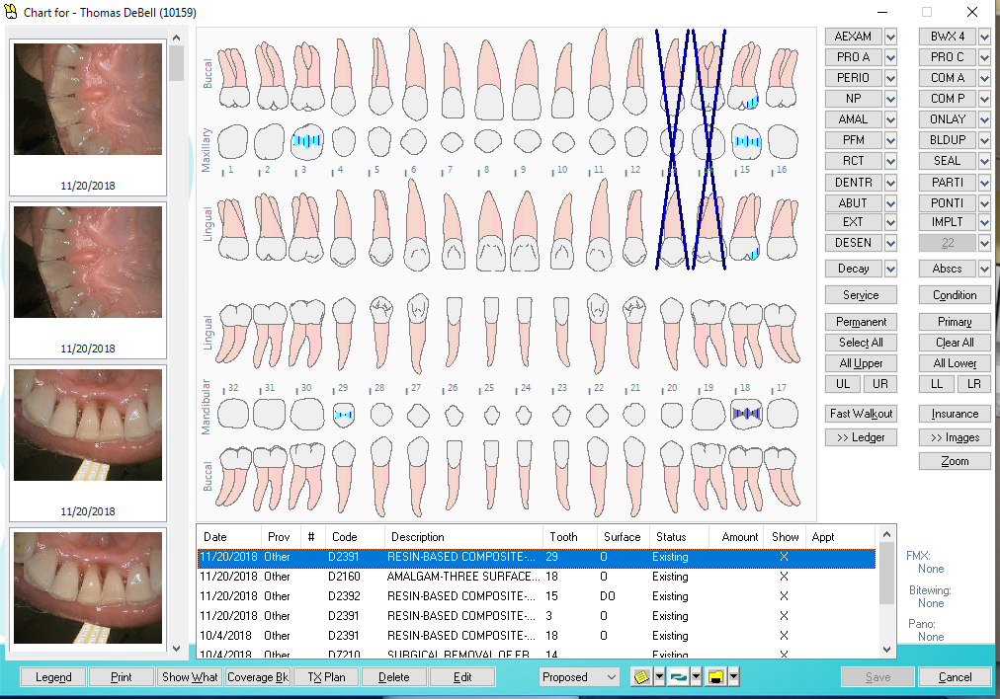 Chart for - Thomas DeBell (10159)
11/20/2018
11/20/2018
11/20/2018
Buccal
Maxillary
Lingual
1 2 3 4 5 6 7 8 9 10 11 12 15 16
Lingual
Mandibular
Buccal
32 31 30 29 28 27 26 25 24 23 22 21 20 19 18 17
AEXAM BWX 4
PRO A PRO C
PERIO COM A
NP COM P
AMAL ONLAY
PFM BLDUP
RCT SEAL
DENTR PARTI
ABUT PONTI
EXT IMPLT
DESEN 22
Decay Abscs
Service Condition
Permanent Primary
Select All Clear All
All Upper All Lower
UL UR LL LR
Fast Walkout Insurance
>> Ledger >> Images
Zoom
Date Prov # Code Description Tooth Surface Status Amount Show Appt
11/20/2018 Other D2391 RESIN-BASED COMPOSITE-... 29 O Existing X
11/20/2018 Other D2160 AMALGAM-THREE SURFACE... 18 Existing X
11/20/2018 Other D2392 RESIN-BASED COMPOSITE-... 15 DO Existing X
11/20/2018 Other D2391 RESIN-BASED COMPOSITE-... 3 O Existing X
10/4/2018 Other D2391 RESIN-BASED COMPOSITE-... 18 O Existing X
10/4/2018 Other D7210 SURGICAL REMOVAL OF ER... 14 Existing X
FMX:
None
Bitewing:
None
Pano:
None
Legend Print Show What Coverage Bk TX Plan Delete Edit Proposed Save Cancel